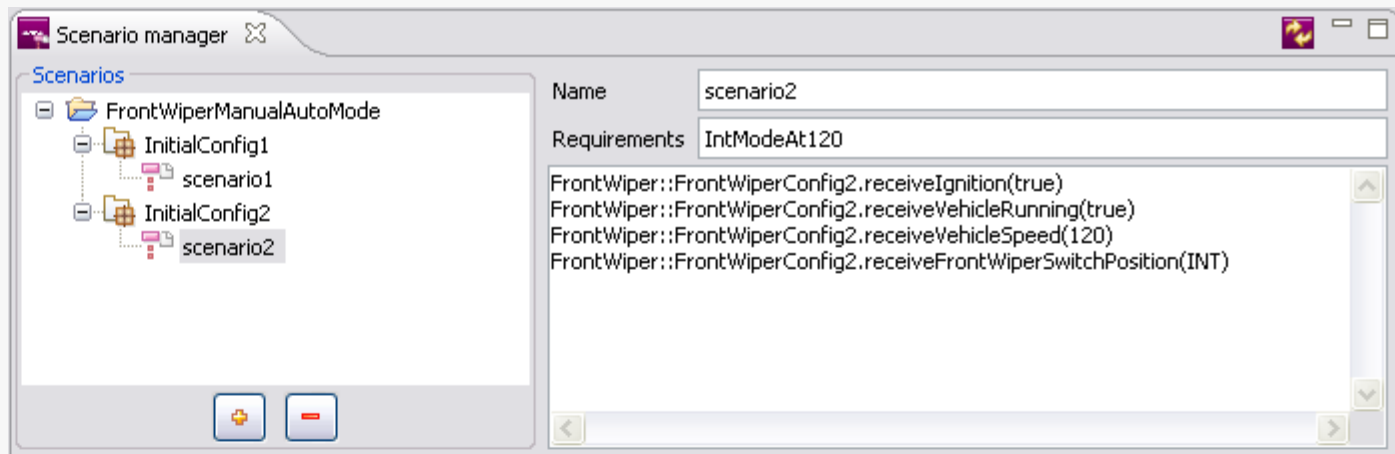 Scenario manager
Scenarios
FrontWiperManualAutoMode
InitialConfig1
scenario1
InitialConfig2
scenario2
Name scenario2
Requirements IntModeAt120
FrontWiper::FrontWiperConfig2.receiveIgnition(true)
FrontWiper::FrontWiperConfig2.receiveVehicleRunning(true)
FrontWiper::FrontWiperConfig2.receiveVehicleSpeed(120)
FrontWiper::FrontWiperConfig2.receiveFrontWiperSwitchPosition(INT)